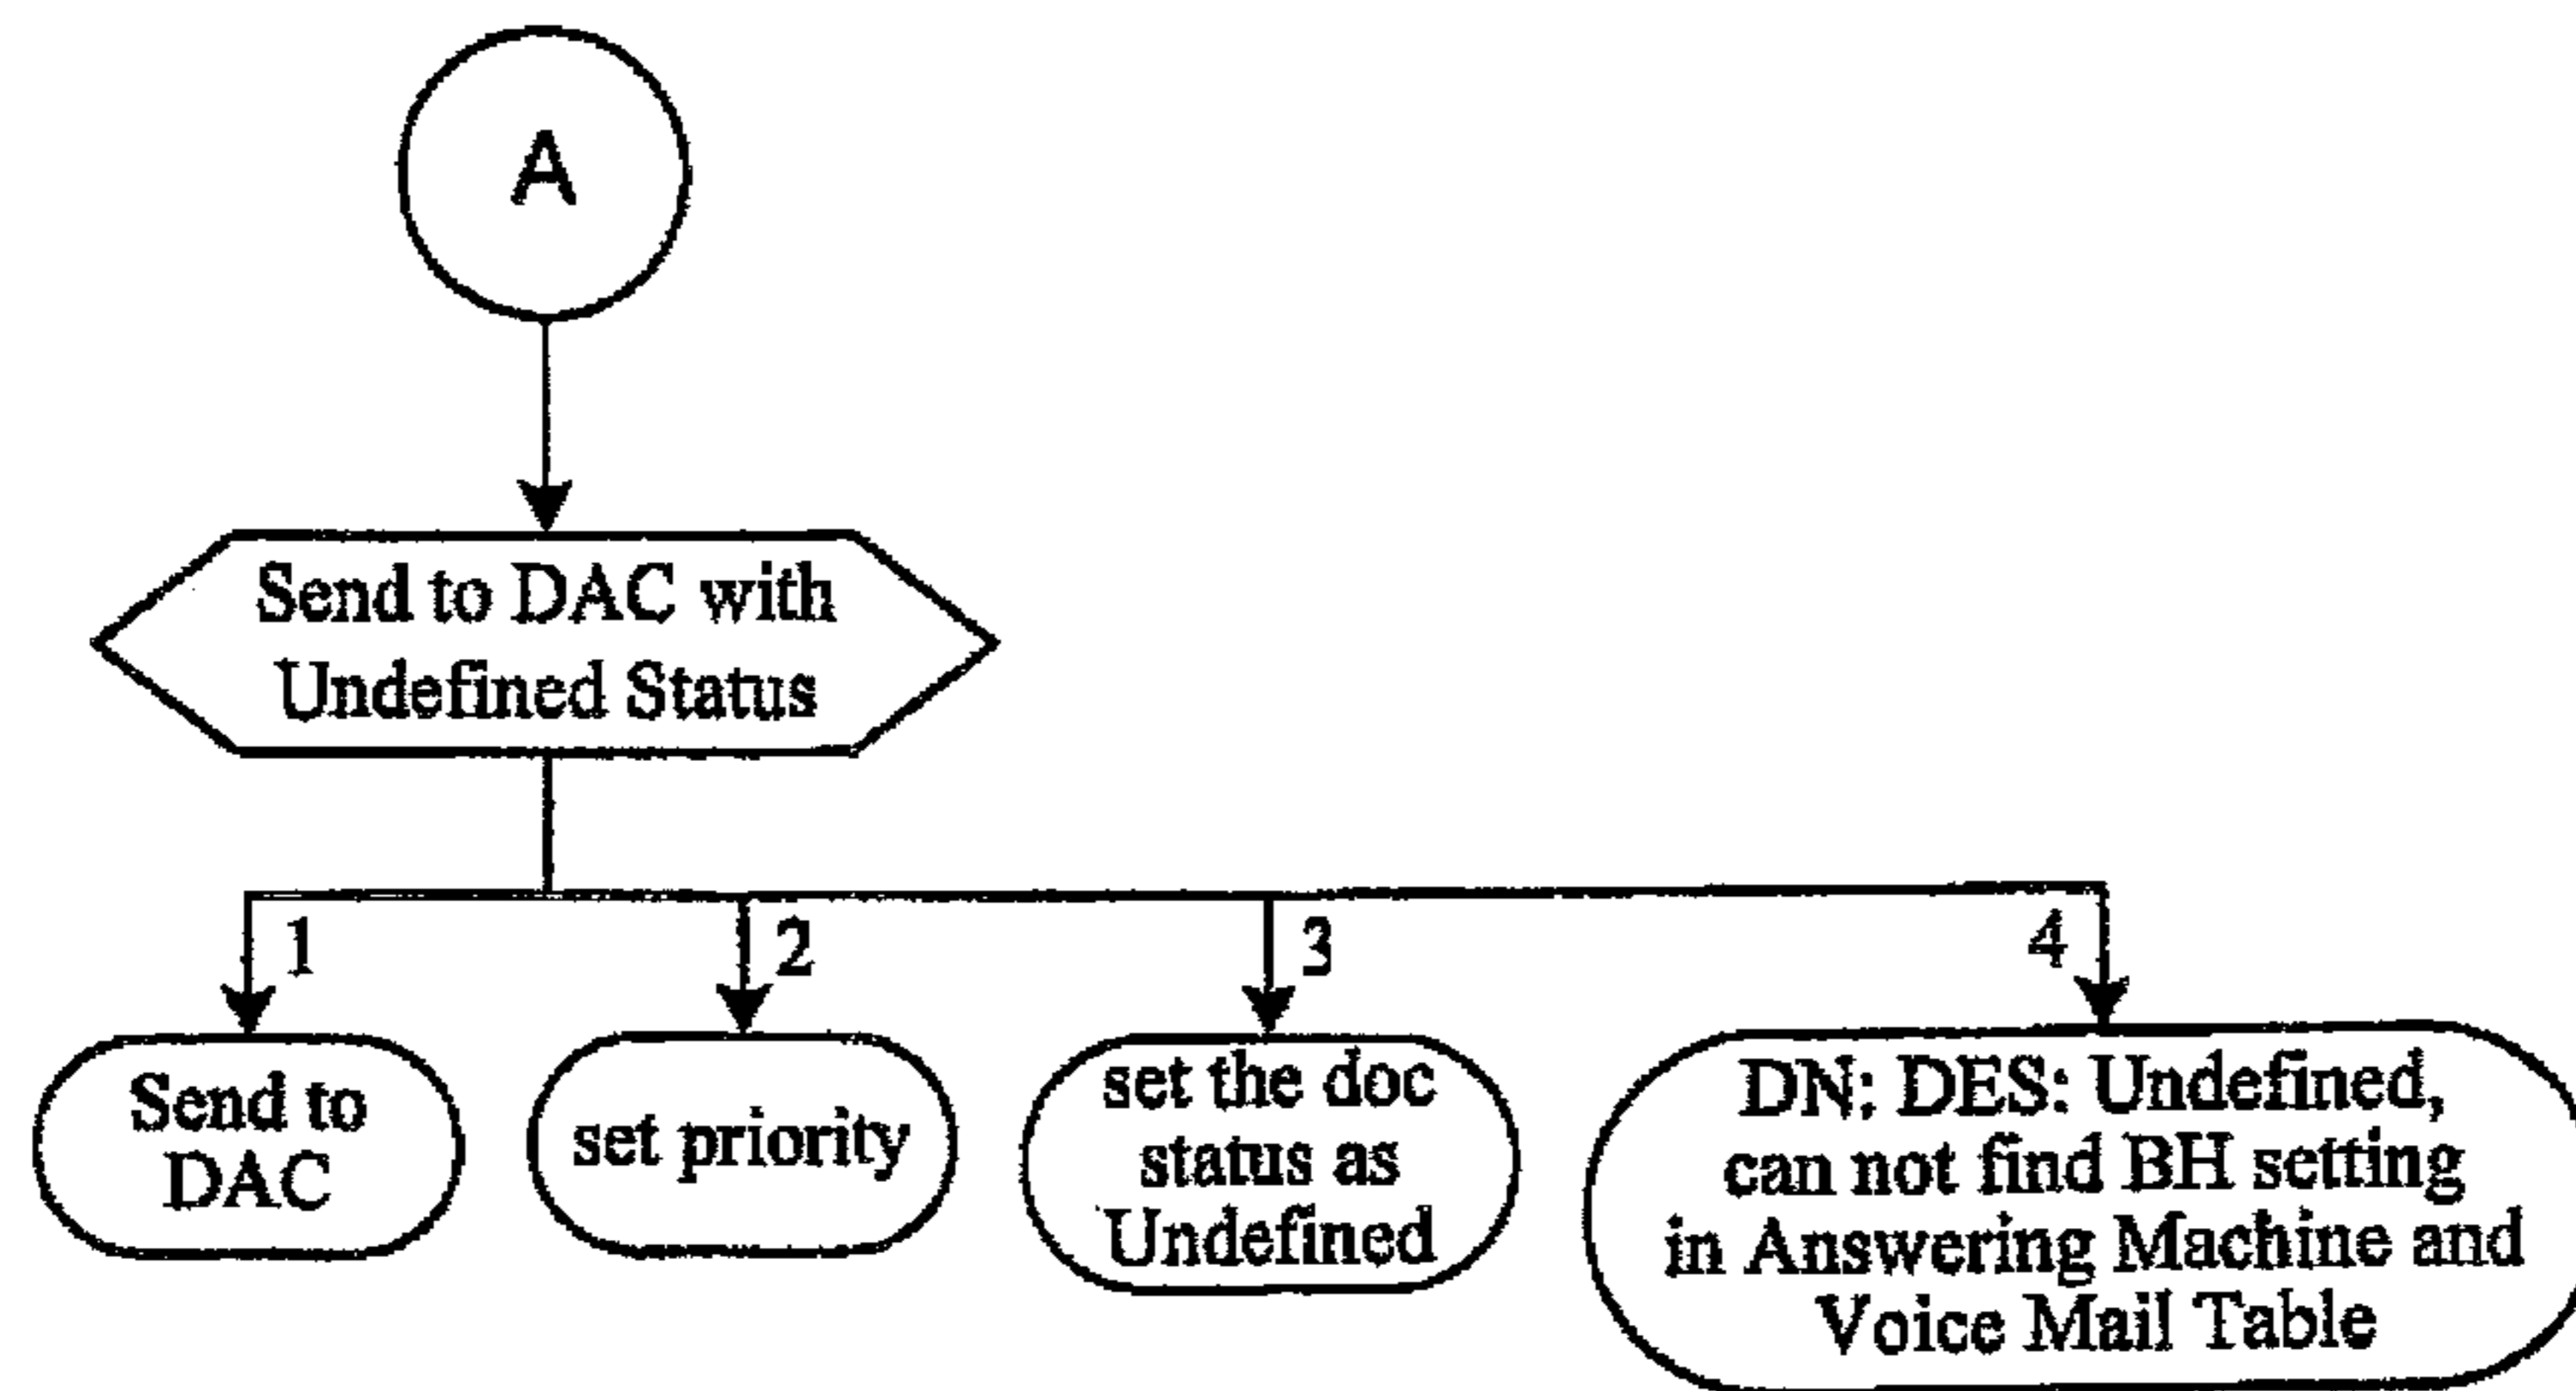 A
Send to DAC with
Undefined Status
1
2
3
4
Send to
DAC
set priority
set the doc
status as
Undefined
DN; DES: Undefined,
can not find BH setting
in Answering Machine and
Voice Mail Table